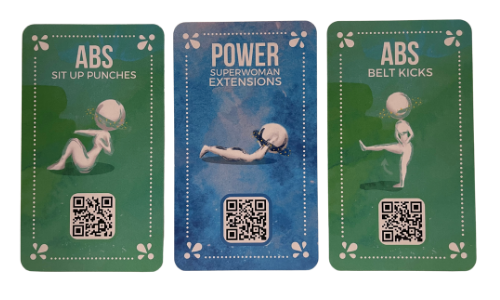 ABS
SIT UP PUNCHES
POWER
SUPERWOMAN
EXTENSIONS
ABS
BELT KICKS